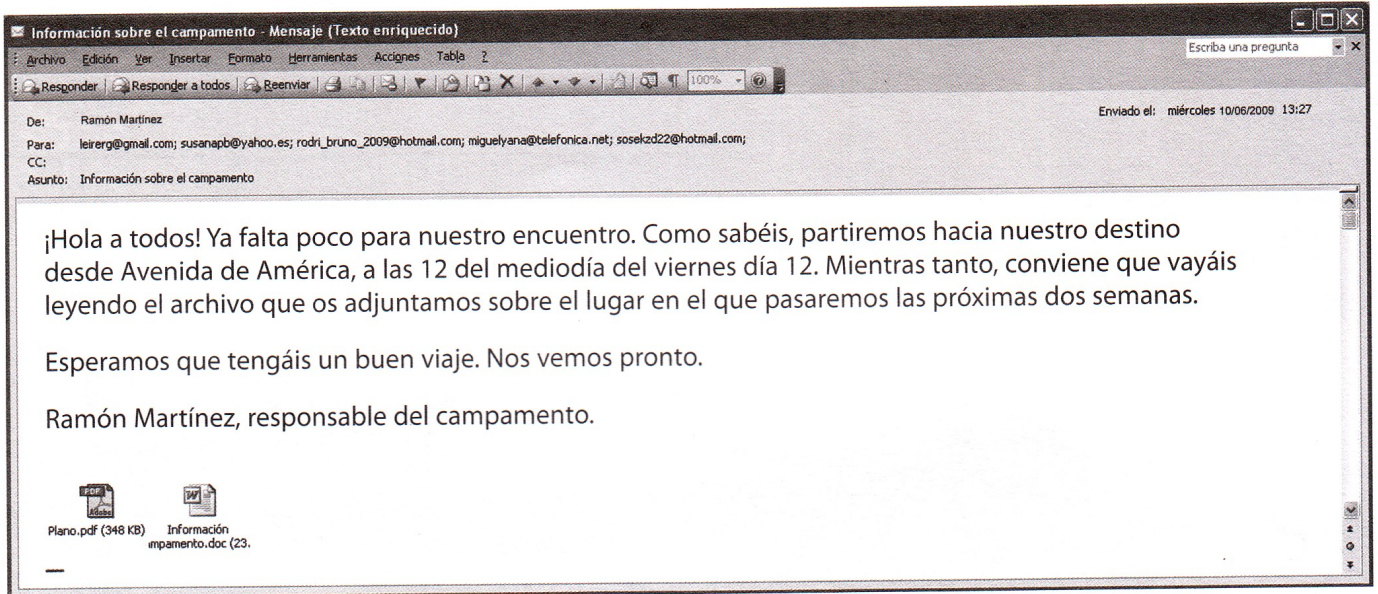 Información sobre el campamento - Mensaje (Texto enriquecido)
Archivo Edición Ver Insertar Formato Herramientas Acciones Tabla ? Escriba una pregunta
Responder Responder a todos Reenviar 100%
De: Ramón Martínez Enviado el: miércoles 10/06/2009 13:27
Para: leirerg@gmail.com; susanapb@yahoo.es; rodri_bruno_2009@hotmail.com; miguelyana@telefonica.net; sosekzd22@hotmail.com;
CC:
Asunto: Información sobre el campamento
¡Hola a todos! Ya falta poco para nuestro encuentro. Como sabéis, partiremos hacia nuestro destino
desde Avenida de América, a las 12 del mediodía del viernes día 12. Mientras tanto, conviene que vayáis
leyendo el archivo que os adjuntamos sobre el lugar en el que pasaremos las próximas dos semanas.
Esperamos que tengáis un buen viaje. Nos vemos pronto.
Ramón Martínez, responsable del campamento.
PDF Adobe W
Plano.pdf (348 KB) Información
mpamento.doc (23.